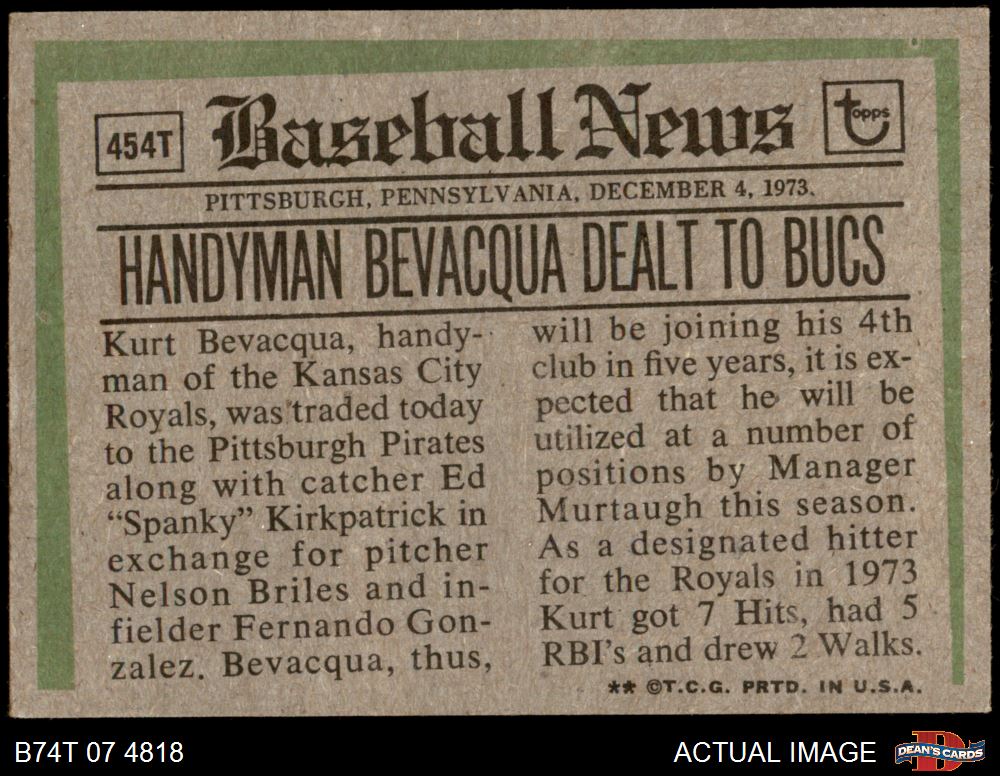 454T
Baseball News
topps
PITTSBURGH, PENNSYLVANIA, DECEMBER 4, 1973.
HANDYMAN BEVACQUA DEALT TO BUCS
Kurt Bevacqua, handy-
man of the Kansas City
Royals, was traded today
to the Pittsburgh Pirates
along with catcher Ed
"Spanky" Kirkpatrick in
exchange for pitcher
Nelson Briles and in-
fielder Fernando Gon-
zalez. Bevacqua, thus,
will be joining his 4th
club in five years, it is ex-
pected that he will be
utilized at a number of
positions by Manager
Murtaugh this season.
As a designated hitter
for the Royals in 1973
Kurt got 7 Hits, had 5
RBI's and drew 2 Walks.
** ©T.C.G. PRTD. IN U.S.A.
B74T 07 4818
ACTUAL IMAGE
DEAN'S CARDS